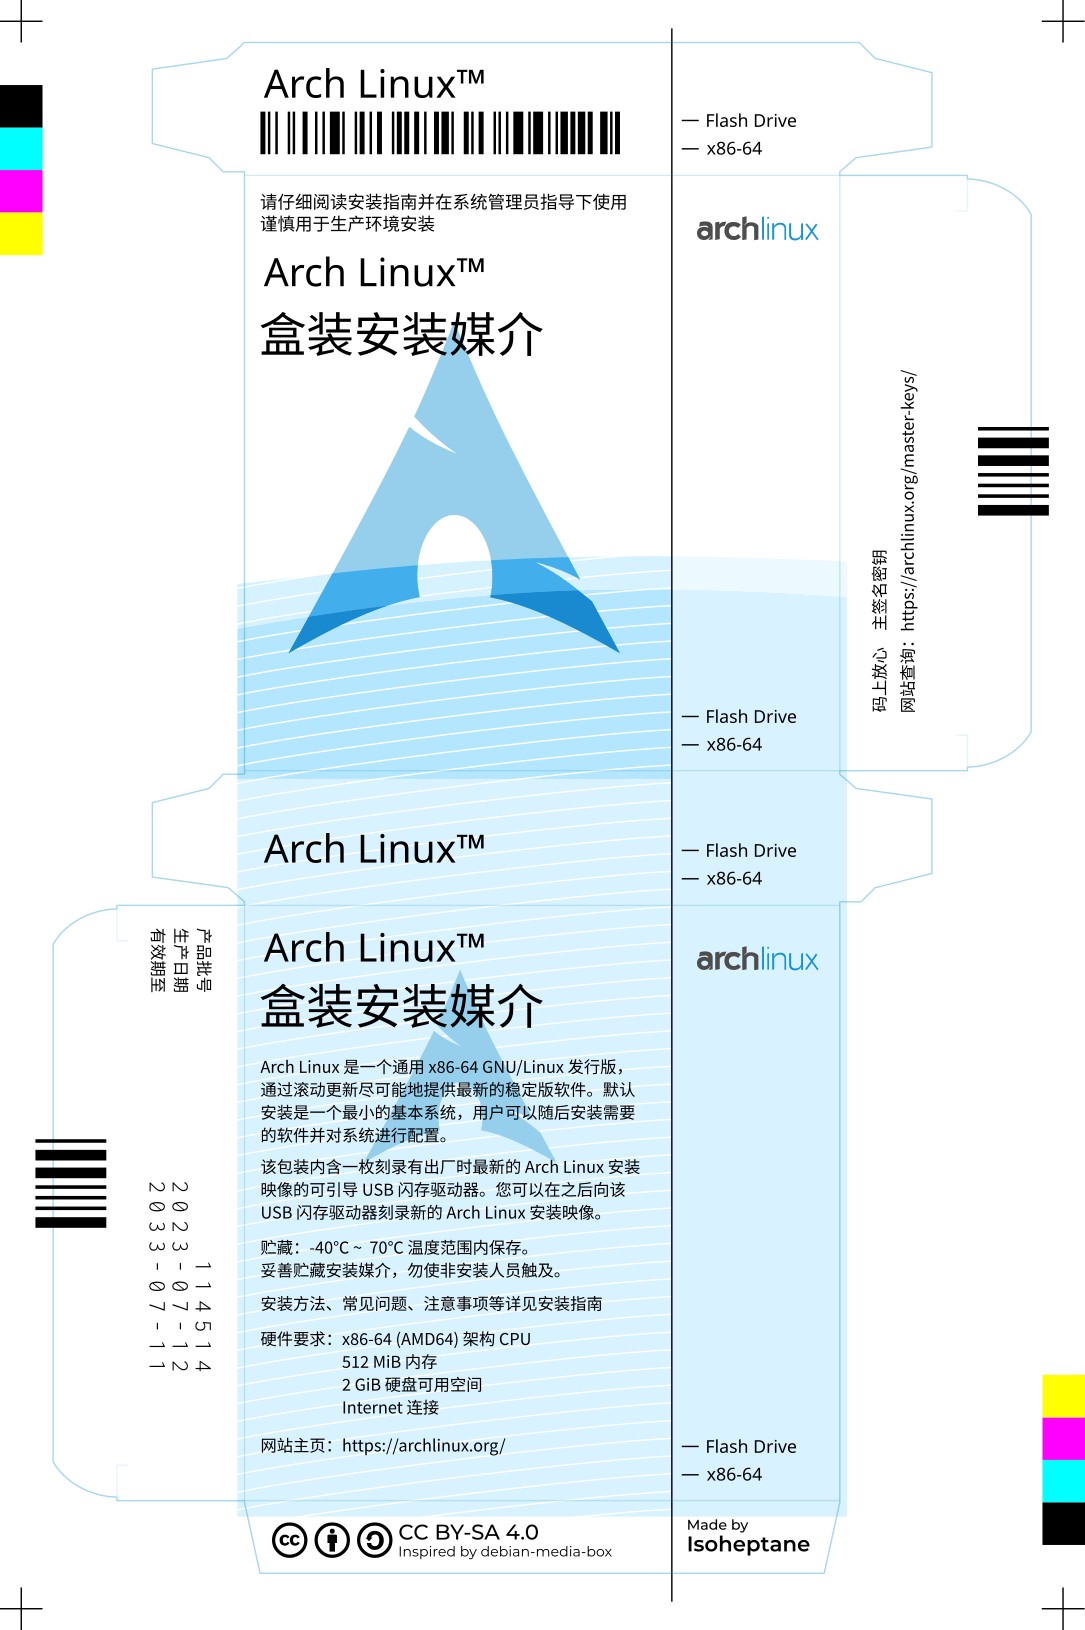 Arch Linux™
— Flash Drive
— x86-64
请仔细阅读安装指南并在系统管理员指导下使用
谨慎用于生产环境安装
archlinux
Arch Linux™
盒装安装媒介
码上放心 主签名密钥
网站查询：https://archlinux.org/master-keys/
— Flash Drive
— x86-64
Arch Linux™
— Flash Drive
— x86-64
产品批号 114514
生产日期 2023-07-12
有效期至 2033-07-11
Arch Linux™
archlinux
盒装安装媒介
Arch Linux 是一个通用 x86-64 GNU/Linux 发行版，
通过滚动更新尽可能地提供最新的稳定版软件。默认
安装是一个最小的基本系统，用户可以随后安装需要
的软件并对系统进行配置。
该包装内含一枚刻录有出厂时最新的 Arch Linux 安装
映像的可引导 USB 闪存驱动器。您可以在之后向该
USB 闪存驱动器刻录新的 Arch Linux 安装映像。
贮藏：-40°C ~ 70°C 温度范围内保存。
妥善贮藏安装媒介，勿使非安装人员触及。
安装方法、常见问题、注意事项等详见安装指南
硬件要求：x86-64 (AMD64) 架构 CPU
512 MiB 内存
2 GiB 硬盘可用空间
Internet 连接
网站主页：https://archlinux.org/
— Flash Drive
— x86-64
cc
CC BY-SA 4.0
Inspired by debian-media-box
Made by
Isoheptane